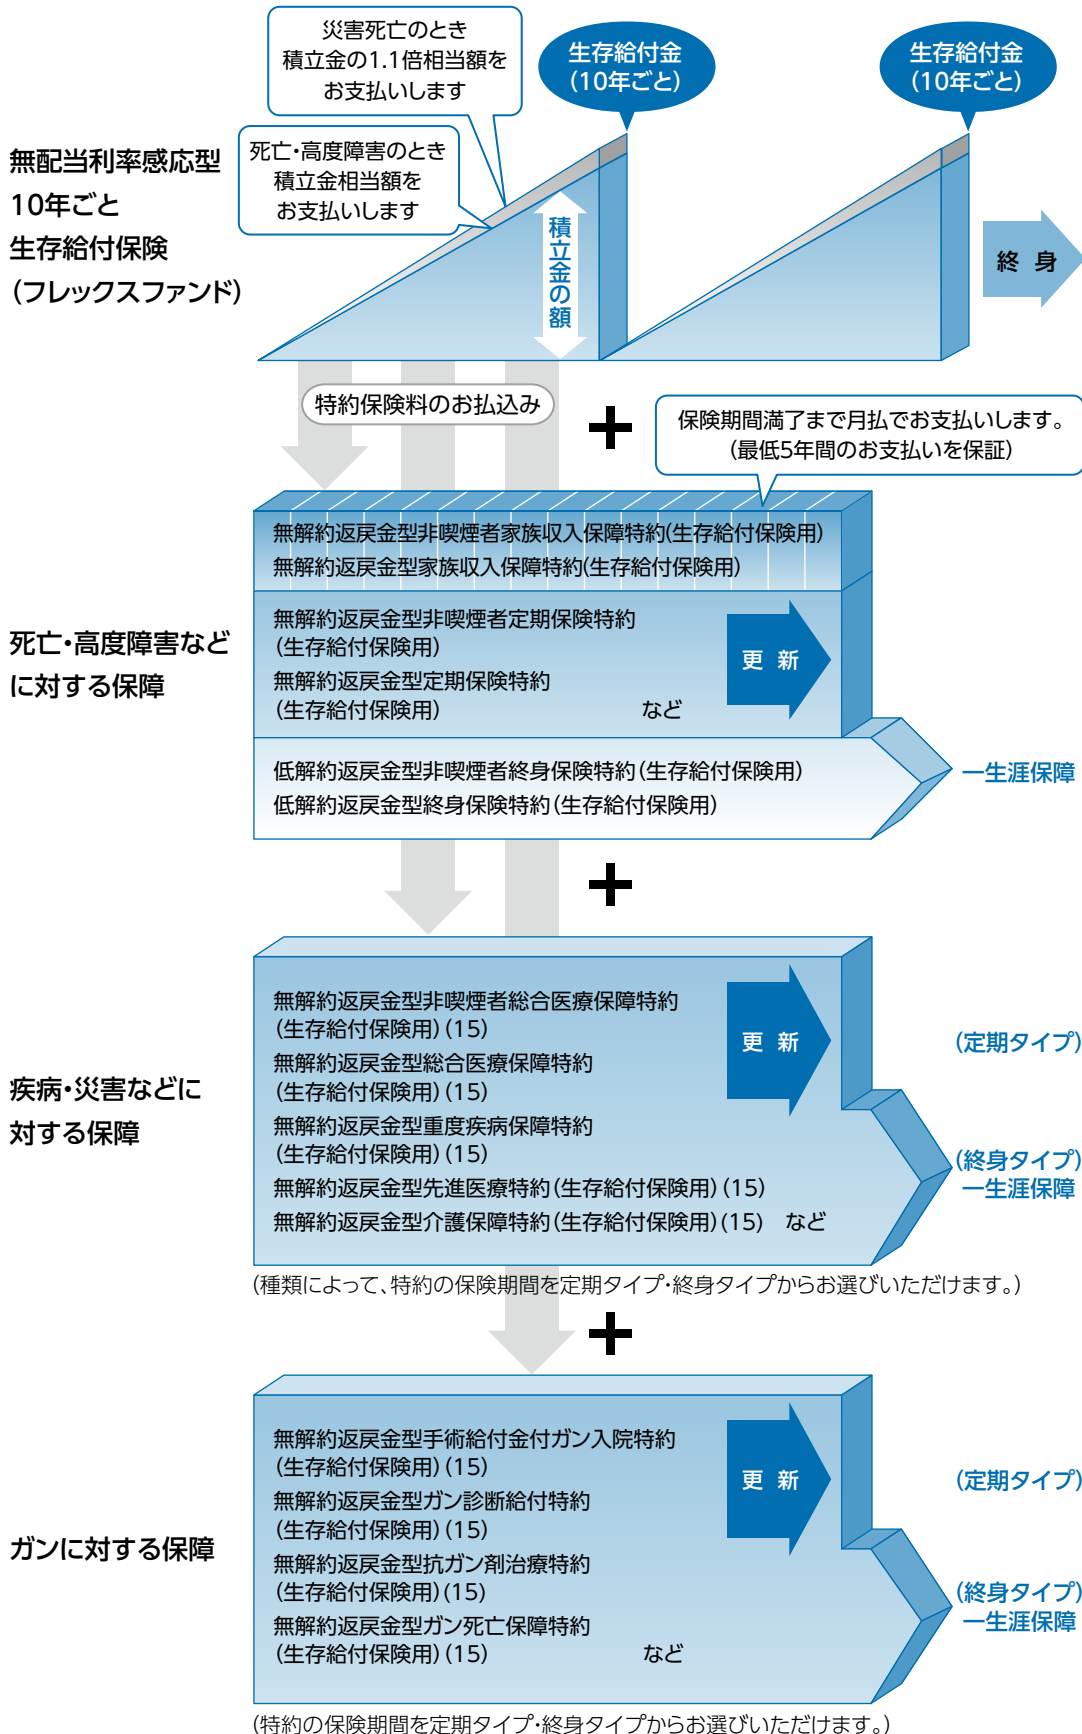 災害死亡のとき
積立金の1.1倍相当額を
お支払いします
生存給付金
(10年ごと)
生存給付金
(10年ごと)
死亡・高度障害のとき
積立金相当額を
お支払いします
無配当利率感応型
10年ごと
生存給付保険
(フレックスファンド)
積立金の額
終 身
特約保険料のお払込み
+
保険期間満了まで月払でお支払いします。
(最低5年間のお支払いを保証)
死亡・高度障害など
に対する保障
無解約返戻金型非喫煙者家族収入保障特約(生存給付保険用)
無解約返戻金型家族収入保障特約(生存給付保険用)
無解約返戻金型非喫煙者定期保険特約
(生存給付保険用)
無解約返戻金型定期保険特約
(生存給付保険用) など
更 新
低解約返戻金型非喫煙者終身保険特約(生存給付保険用)
低解約返戻金型終身保険特約(生存給付保険用)
一生涯保障
+
疾病・災害などに
対する保障
無解約返戻金型非喫煙者総合医療保障特約
(生存給付保険用)(15)
無解約返戻金型総合医療保障特約
(生存給付保険用)(15)
無解約返戻金型重度疾病保障特約
(生存給付保険用)(15)
無解約返戻金型先進医療特約(生存給付保険用)(15)
無解約返戻金型介護保障特約(生存給付保険用)(15) など
更 新
(定期タイプ)
(終身タイプ)
一生涯保障
(種類によって、特約の保険期間を定期タイプ・終身タイプからお選びいただけます。)
+
ガンに対する保障
無解約返戻金型手術給付金付ガン入院特約
(生存給付保険用)(15)
無解約返戻金型ガン診断給付特約
(生存給付保険用)(15)
無解約返戻金型抗ガン剤治療特約
(生存給付保険用)(15)
無解約返戻金型ガン死亡保障特約
(生存給付保険用)(15) など
更 新
(定期タイプ)
(終身タイプ)
一生涯保障
(特約の保険期間を定期タイプ・終身タイプからお選びいただけます。)